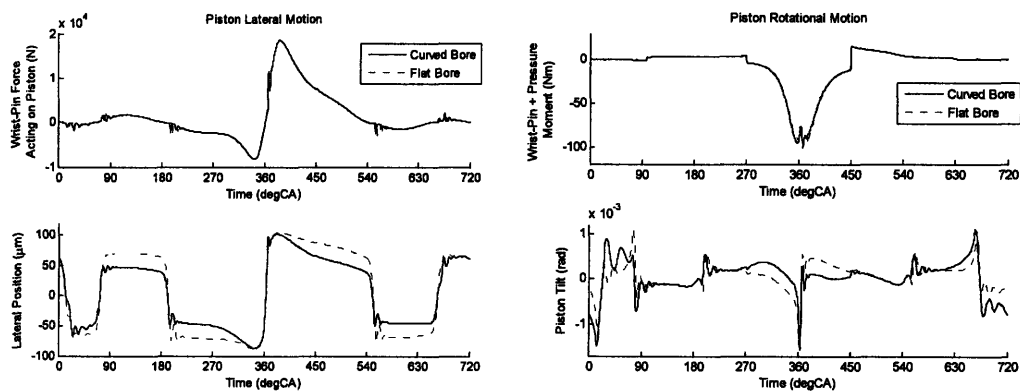 Piston Lateral Motion
x 10^4
Wrist-Pin Force
Acting on Piston (N)
2
1
0
-1
Curved Bore
Flat Bore
0 90 180 270 360 450 540 630 720
Time (degCA)
Lateral Position (μm)
100
50
0
-50
-100
0 90 180 270 360 450 540 630 720
Time (degCA)
Piston Rotational Motion
Wrist-Pin + Pressure
Moment (Nm)
0
-50
-100
Curved Bore
Flat Bore
0 90 180 270 360 450 540 630 720
Time (degCA)
x 10^-3
Piston Tilt (rad)
1
0
-1
0 90 180 270 360 450 540 630 720
Time (degCA)